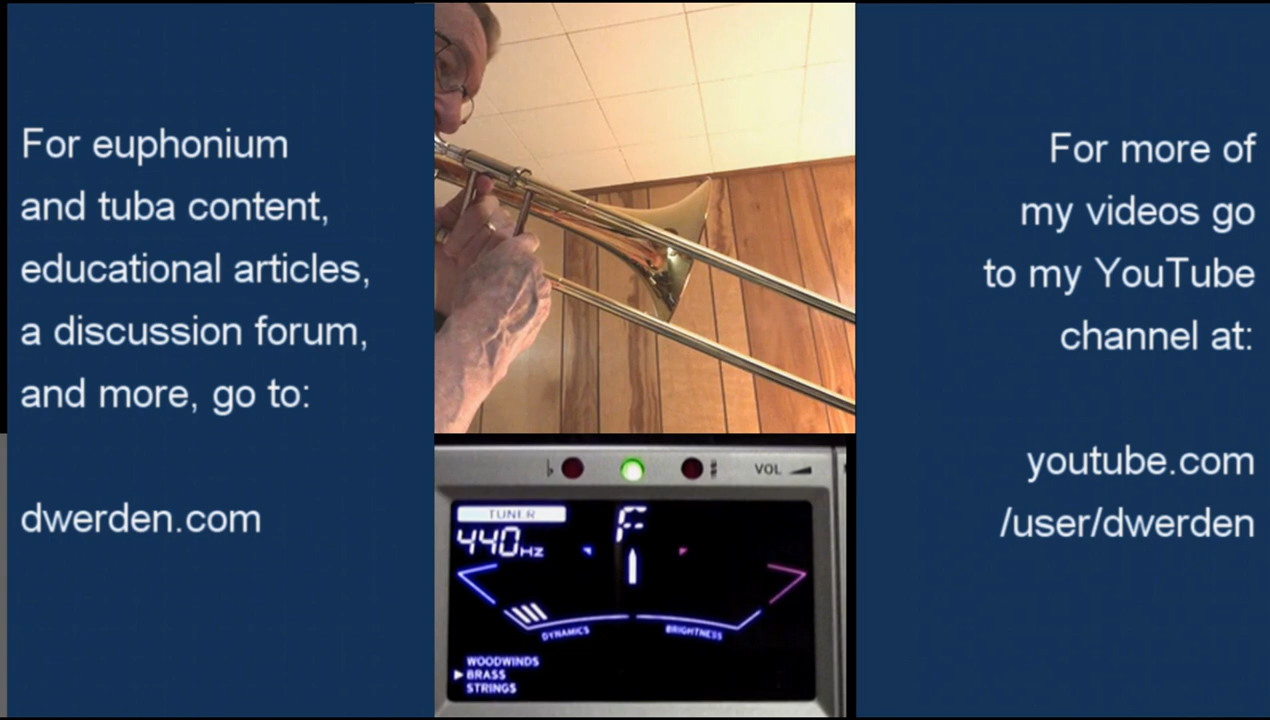 For euphonium
and tuba content,
educational articles,
a discussion forum,
and more, go to:
dwerden.com
♭
♯
VOL
TUNER
440Hz
F
DYNAMICS
BRIGHTNESS
WOODWINDS
BRASS
STRINGS
For more of
my videos go
to my YouTube
channel at:
youtube.com
/user/dwerden